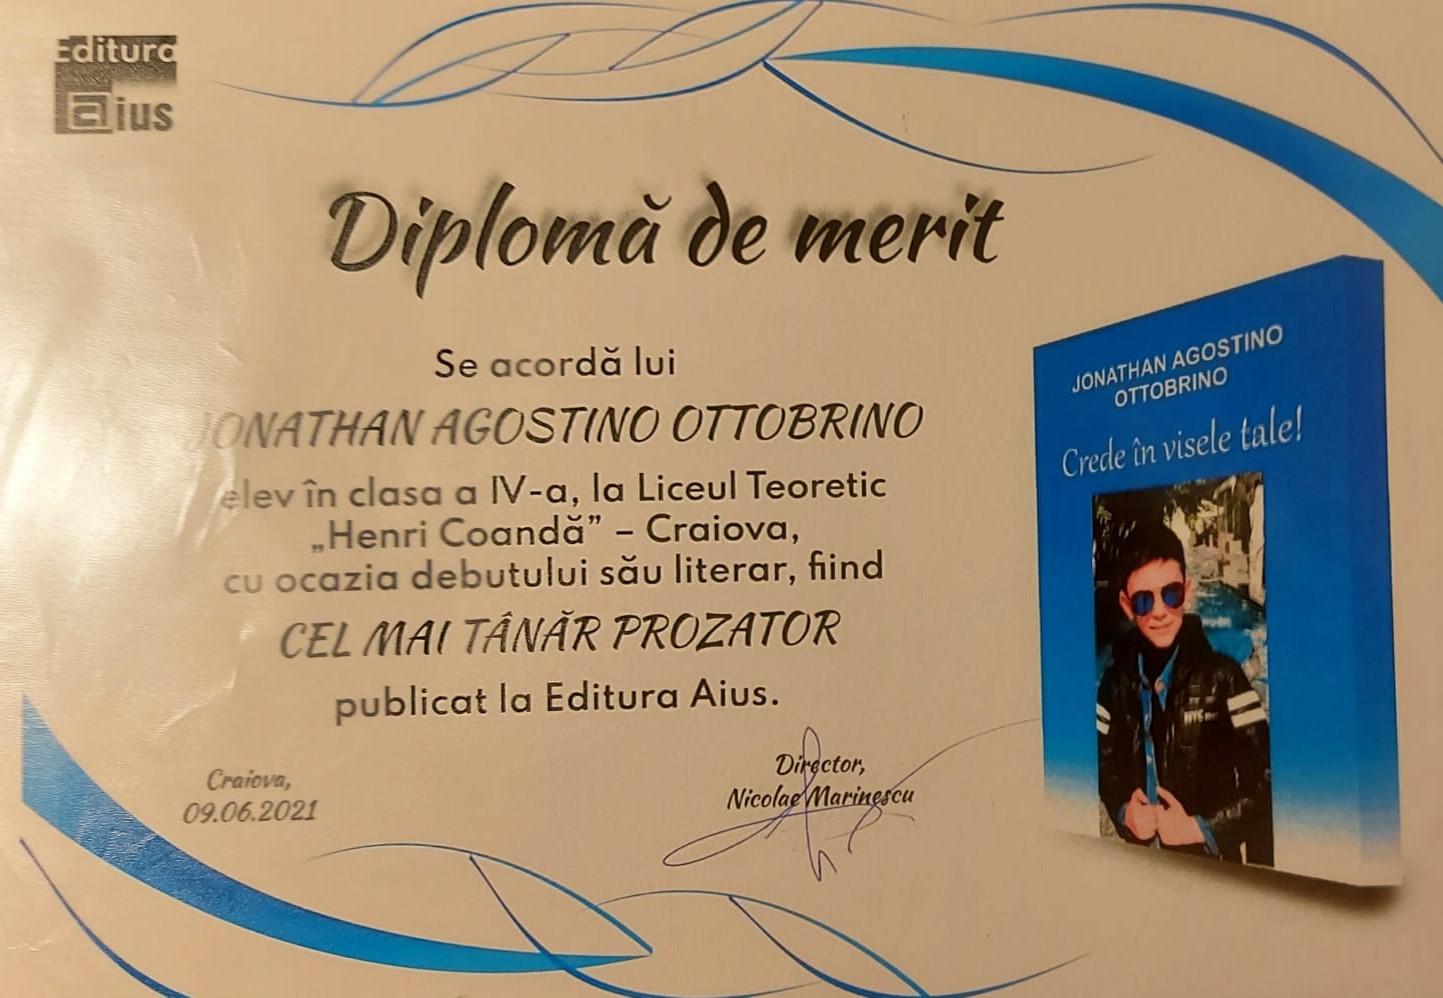 Editura
aius
Diplomă de merit
Se acordă lui
JONATHAN AGOSTINO OTTOBRINO
elev în clasa a IV-a, la Liceul Teoretic
„Henri Coandă” – Craiova,
cu ocazia debutului său literar, fiind
CEL MAI TÂNĂR PROZATOR
publicat la Editura Aius.
Craiova,
09.06.2021
Director,
Nicolae Marinescu
JONATHAN AGOSTINO
OTTOBRINO
Crede în visele tale!